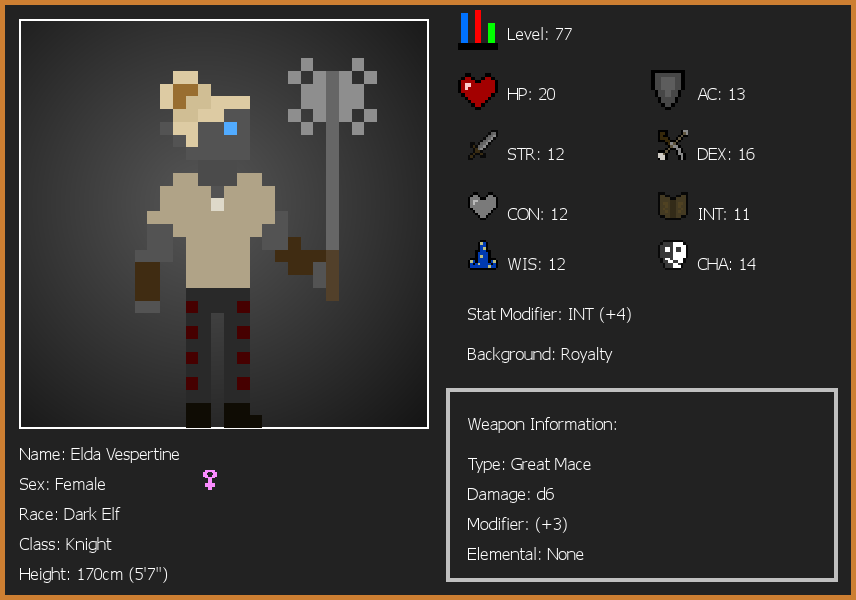 Level: 77
HP: 20
AC: 13
STR: 12
DEX: 16
CON: 12
INT: 11
WIS: 12
CHA: 14
Stat Modifier: INT (+4)
Background: Royalty
Weapon Information:
Type: Great Mace
Damage: d6
Modifier: (+3)
Elemental: None
Name: Elda Vespertine
Sex: Female
Race: Dark Elf
Class: Knight
Height: 170cm (5'7")